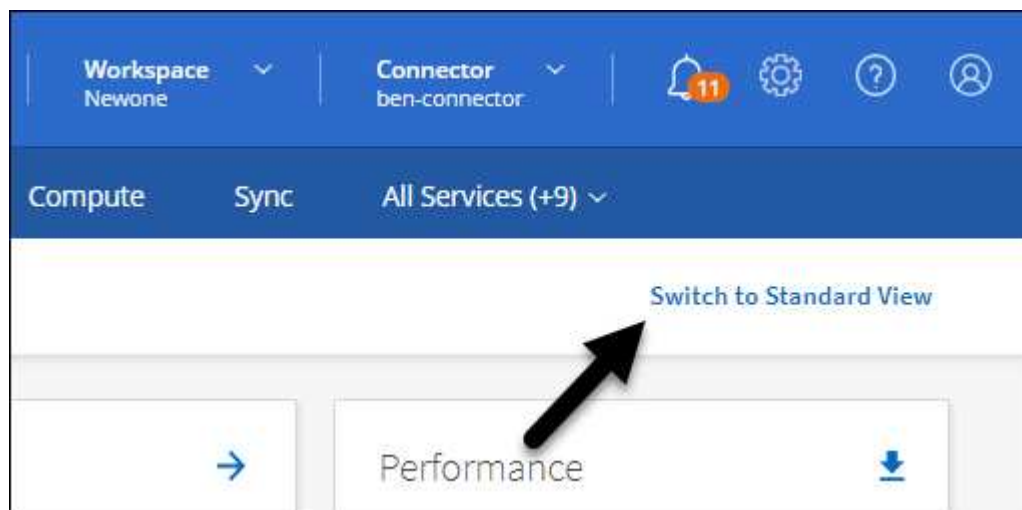 Workspace
Newone
Connector
ben-connector
11
Compute
Sync
All Services (+9)
Switch to Standard View
Performance